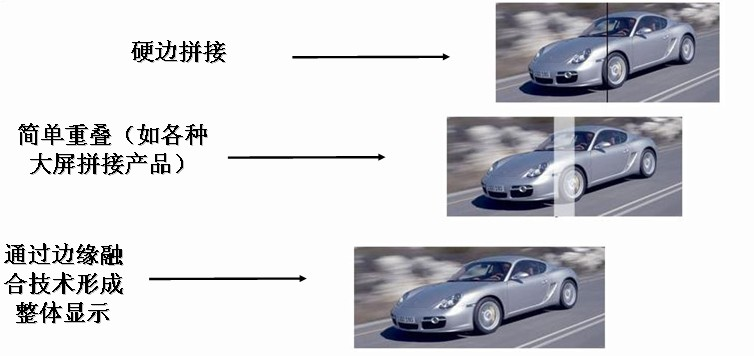 硬边拼接
简单重叠（如各种
大屏拼接产品）
通过边缘融
合技术形成
整体显示